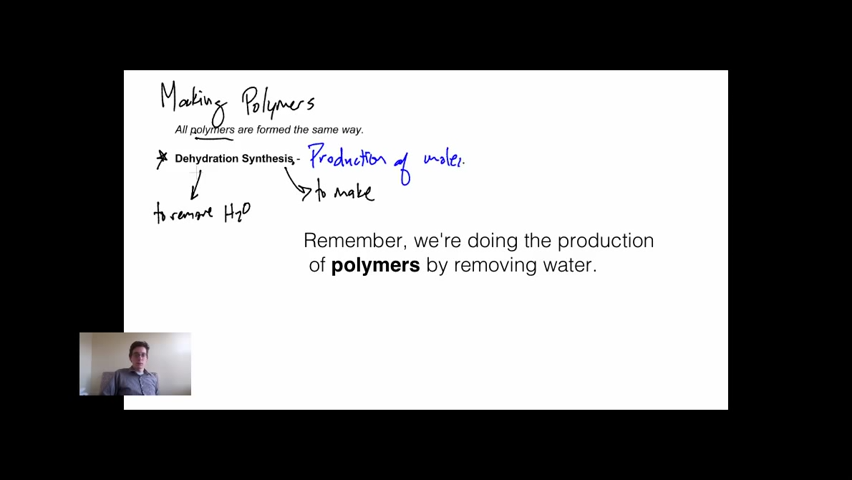 Making Polymers
All polymers are formed the same way.
Dehydration Synthesis - Production of
to remove H2O
to make
Remember, we're doing the production
of polymers by removing water.